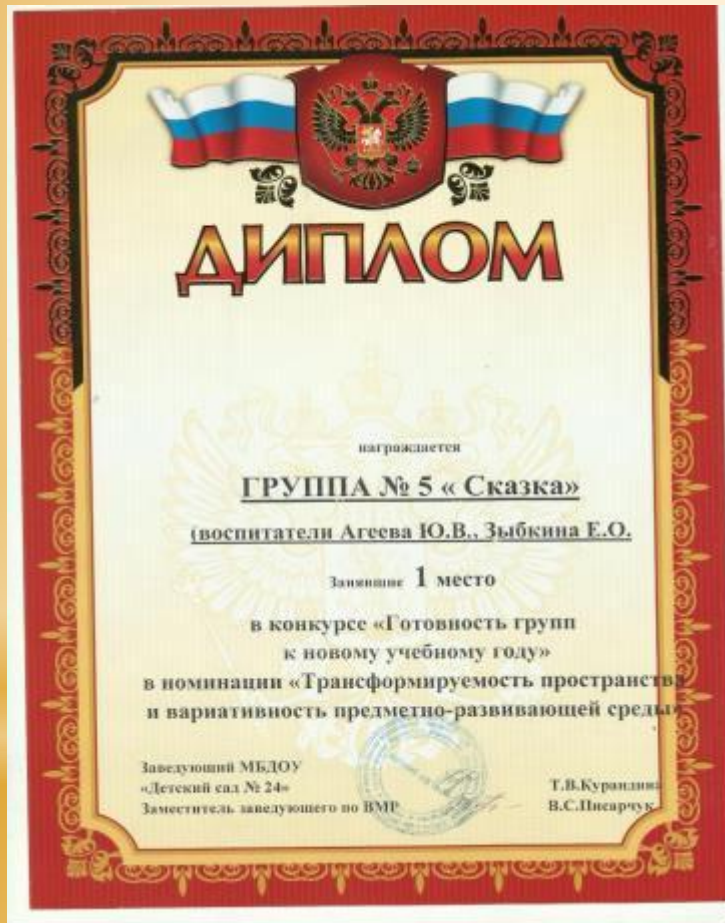 ДИПЛОМ
награждается
ГРУППА № 5 « Сказка»
(воспитатели Агеева Ю.В., Зыбкина Е.О.
Занявшие 1 место
в конкурсе «Готовность групп
к новому учебному году»
в номинации «Трансформируемость пространства
и вариативность предметно-развивающей среды»
Заведующий МБДОУ
«Детский сад № 24» Т.В.Курандина
Заместитель заведующего по ВМР В.С.Писарчук